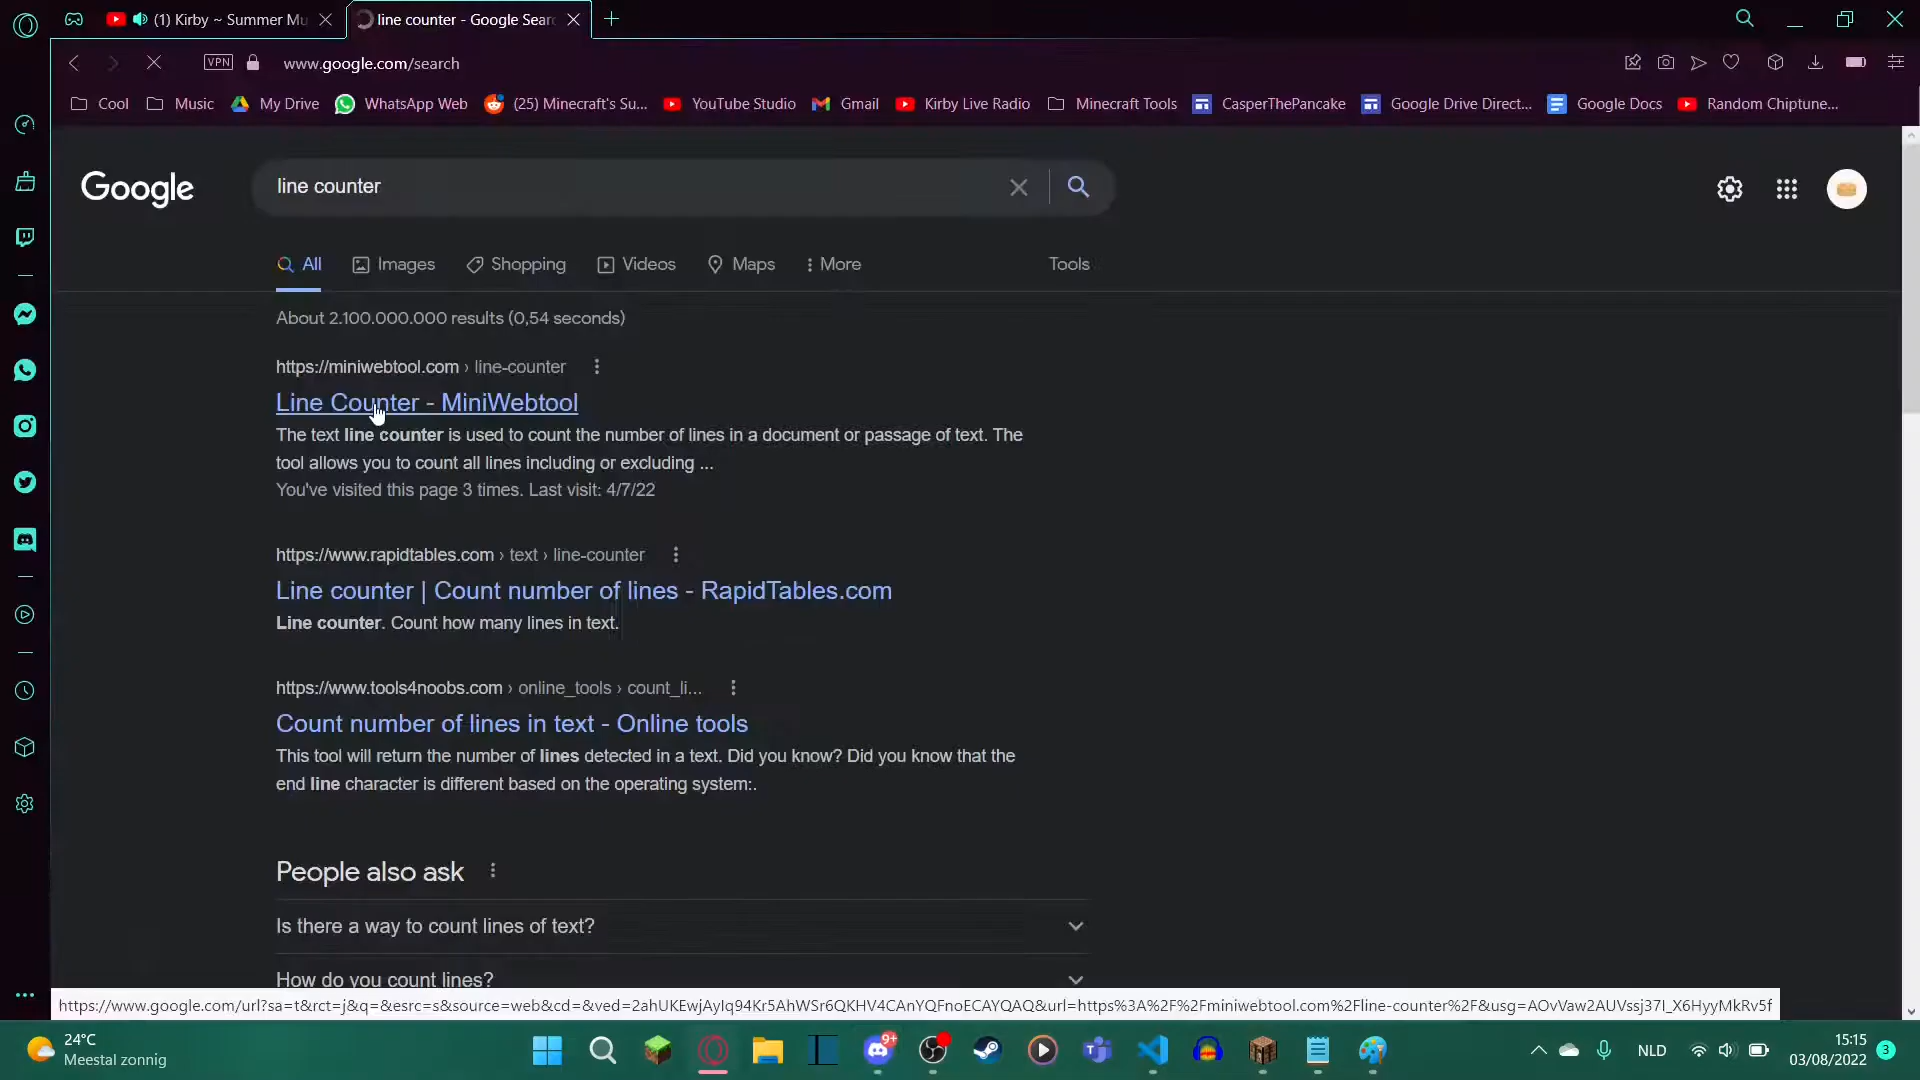 (1) Kirby ~ Summer Mu
line counter - Google Sear
VPN
www.google.com/search
Cool
Music
My Drive
WhatsApp Web
(25) Minecraft's Su...
YouTube Studio
Gmail
Kirby Live Radio
Minecraft Tools
CasperThePancake
Google Drive Direct...
Google Docs
Random Chiptune...
Google
line counter
All
Images
Shopping
Videos
Maps
More
Tools
About 2.100.000.000 results (0,54 seconds)
https://miniwebtool.com › line-counter
Line Counter - MiniWebtool
The text line counter is used to count the number of lines in a document or passage of text. The
tool allows you to count all lines including or excluding ...
You've visited this page 3 times. Last visit: 4/7/22
https://www.rapidtables.com › text › line-counter
Line counter | Count number of lines - RapidTables.com
Line counter. Count how many lines in text.
https://www.tools4noobs.com › online_tools › count_li...
Count number of lines in text - Online tools
This tool will return the number of lines detected in a text. Did you know? Did you know that the
end line character is different based on the operating system:.
People also ask
Is there a way to count lines of text?
How do you count lines?
https://www.google.com/url?sa=t&rct=j&q=&esrc=s&source=web&cd=&ved=2ahUKEwjAyIq94Kr5AhWSr6QKHV4CAnYQFnoECAYQAQ&url=https%3A%2F%2Fminiwebtool.com%2Fline-counter%2F&usg=AOvVaw2AUVssj37I_X6HyyMkRv5f
24°C
Meestal zonnig
9+
NLD
15:15
03/08/2022
3